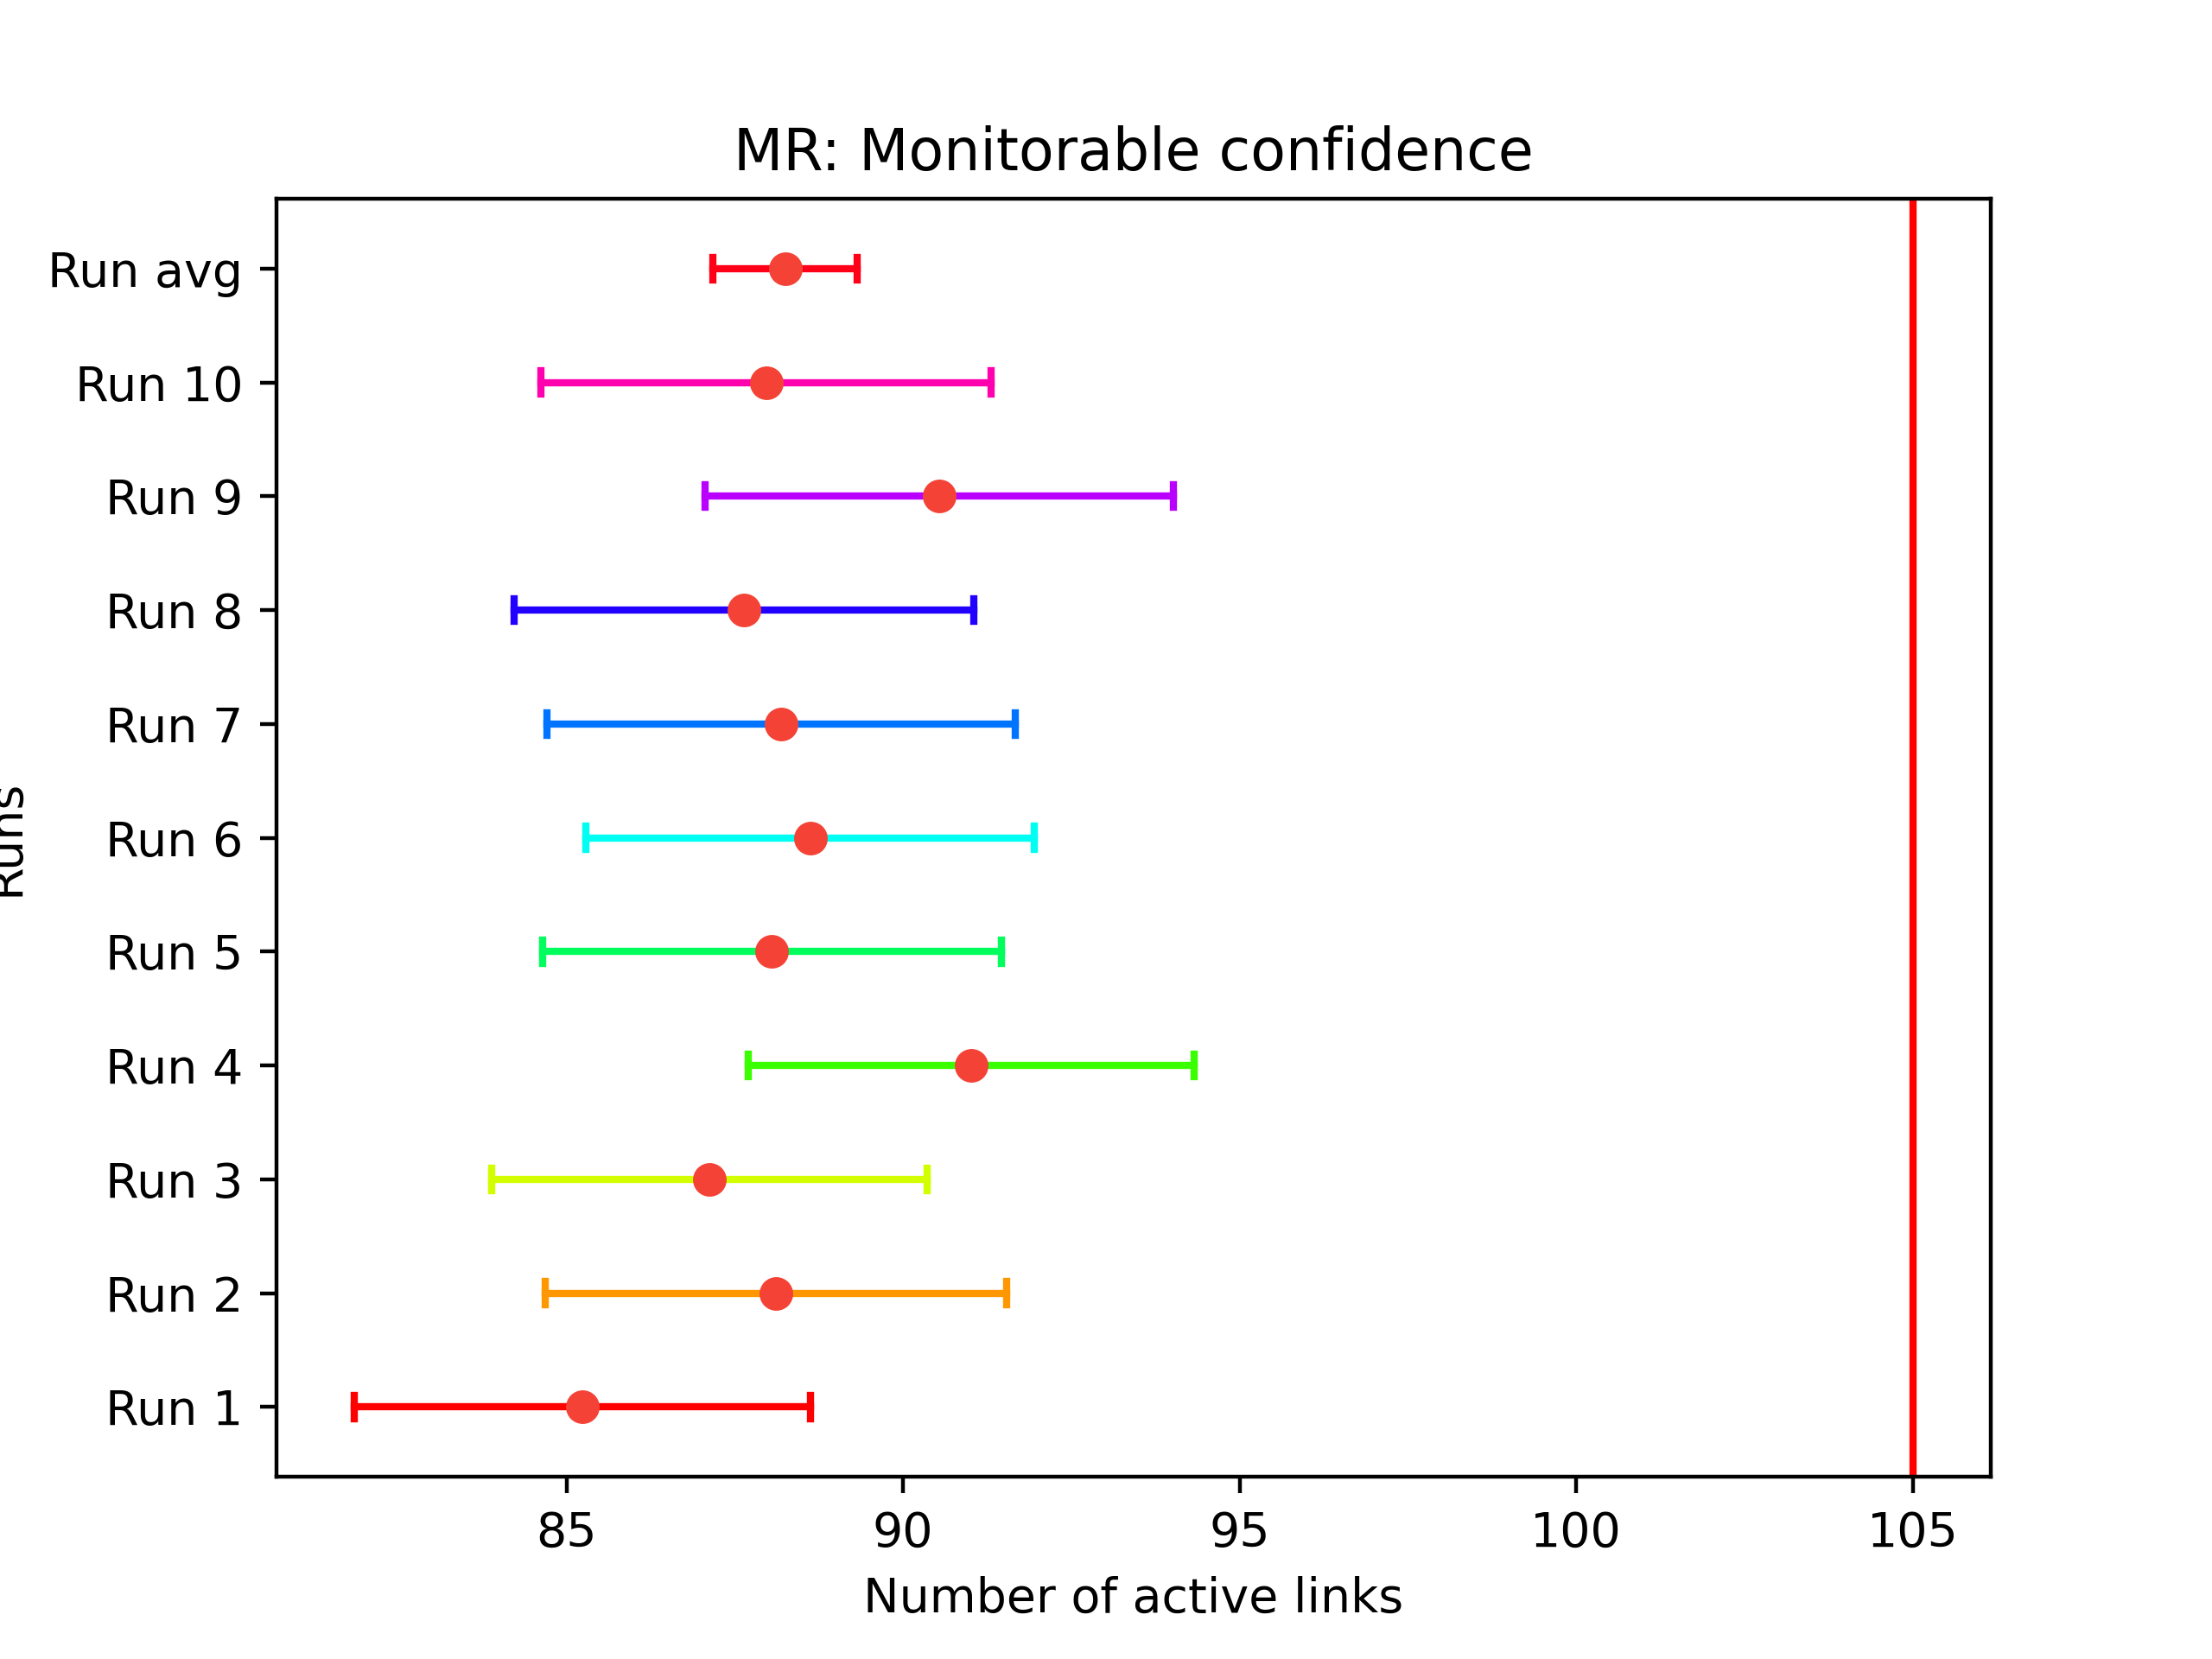 MR: Monitorable confidence
Run avg
Run 10
Run 9
Run 8
Run 7
Run 6
Run 5
Run 4
Run 3
Run 2
Run 1
Runs
85 90 95 100 105
Number of active links